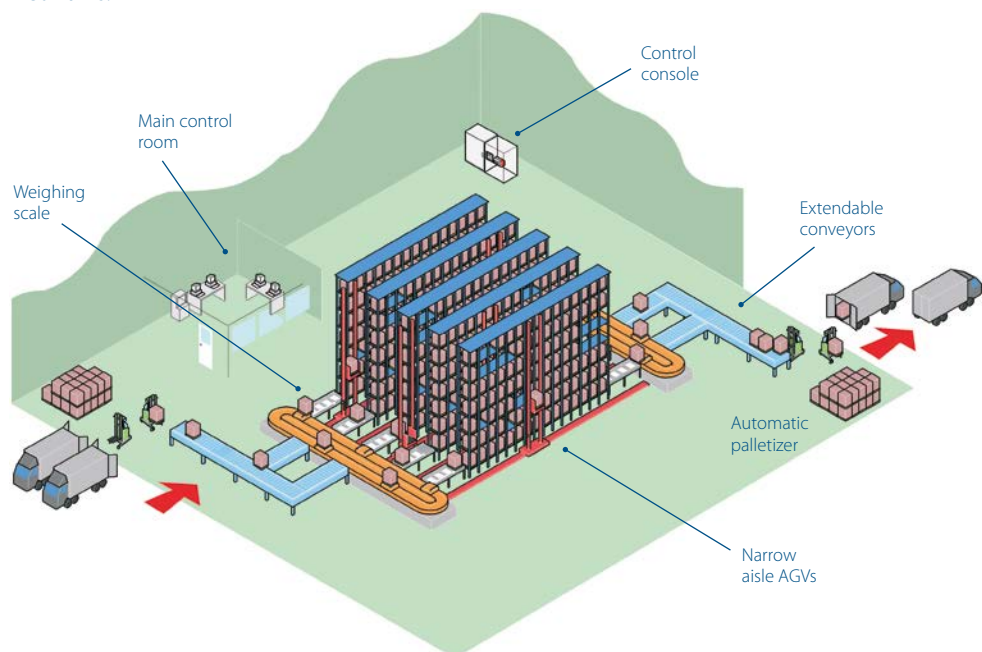 Control
console
Main control
room
Weighing
scale
Extendable
conveyors
Automatic
palletizer
Narrow
aisle AGVs